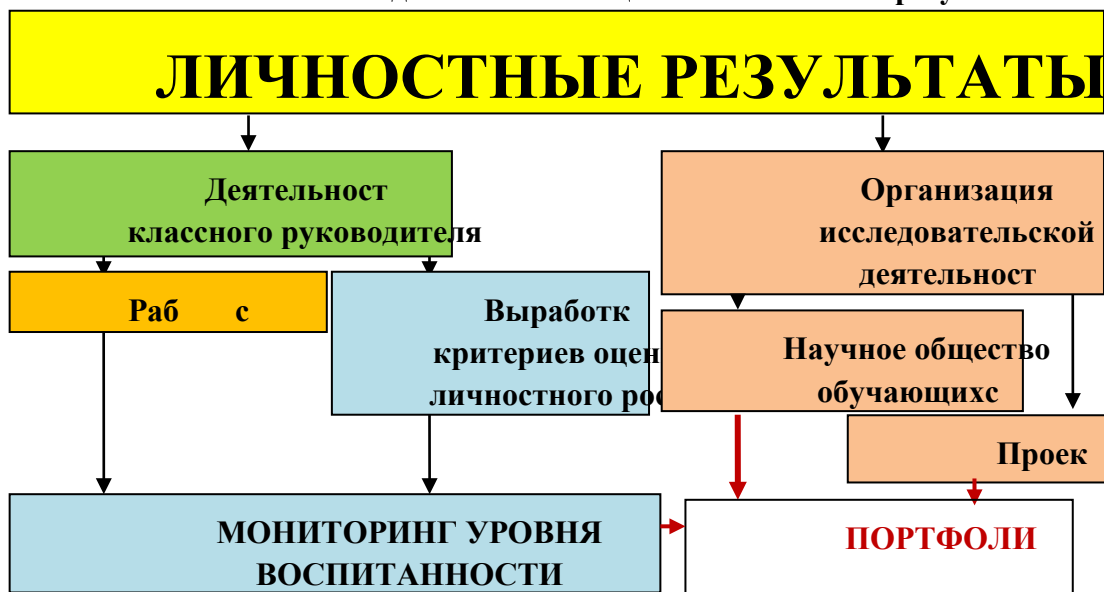 ЛИЧНОСТНЫЕ РЕЗУЛЬТАТЫ
Деятельност
классного руководителя
Организация
исследовательской
деятельност
Раб с
Выработк
критериев оцен
личностного рос
Научное общество
обучающихс
Проек
МОНИТОРИНГ УРОВНЯ
ВОСПИТАННОСТИ
ПОРТФОЛИ